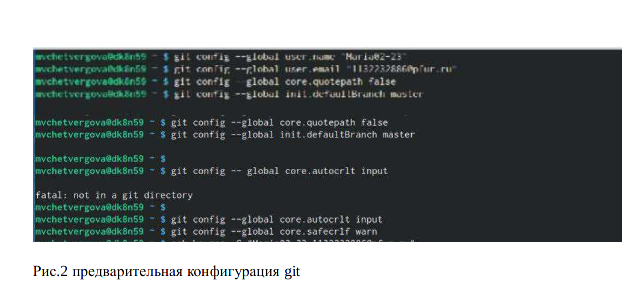 mvchetvergova@dk8n59 ~ $ git config --global user.name "Maria02-23"
mvchetvergova@dk8n59 ~ $ git config --global user.email "1132232886@pfur.ru"
mvchetvergova@dk8n59 ~ $ git config --global core.quotepath false
mvchetvergova@dk8n59 ~ $ git config --global init.defaultBranch master
mvchetvergova@dk8n59 ~ $ git config --global core.quotepath false
mvchetvergova@dk8n59 ~ $ git config --global init.defaultBranch master
mvchetvergova@dk8n59 ~ $
mvchetvergova@dk8n59 ~ $ git config -- global core.autocrlt input
fatal: not in a git directory
mvchetvergova@dk8n59 ~ $
mvchetvergova@dk8n59 ~ $ git config --global core.autocrlt input
mvchetvergova@dk8n59 ~ $ git config --global core.safecrlf warn
Рис.2 предварительная конфигурация git